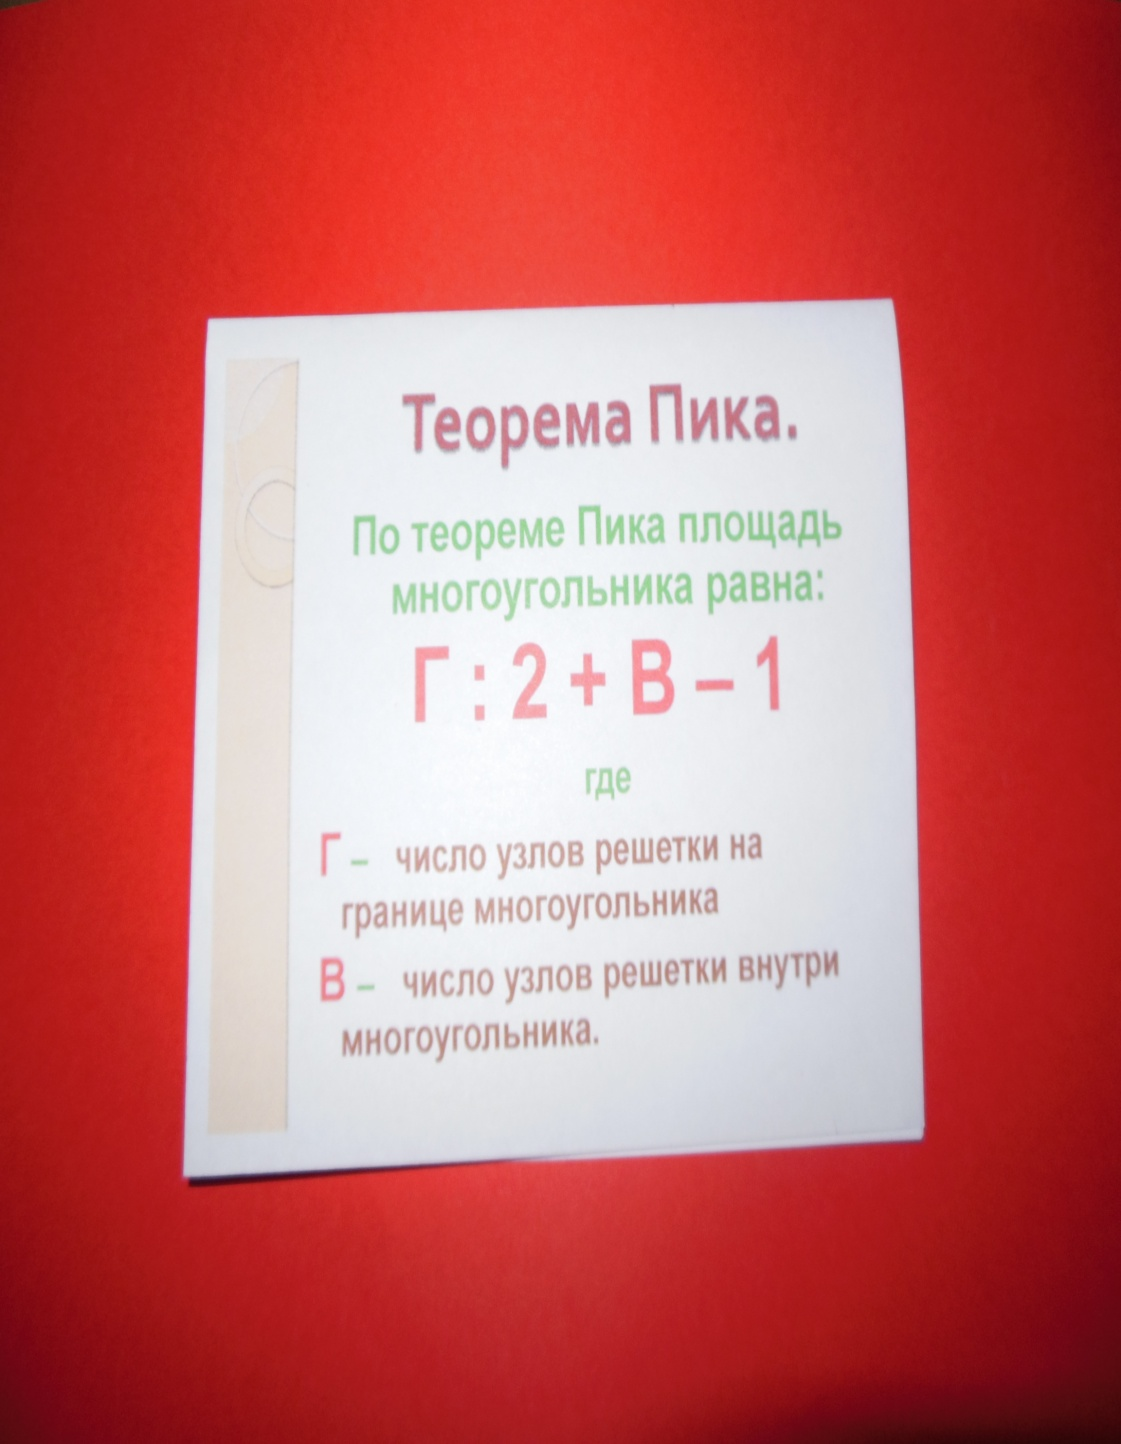 Теорема Пика.
По теореме Пика площадь
многоугольника равна:
Г : 2 + В – 1
где
Г – число узлов решетки на
границе многоугольника
В – число узлов решетки внутри
многоугольника.